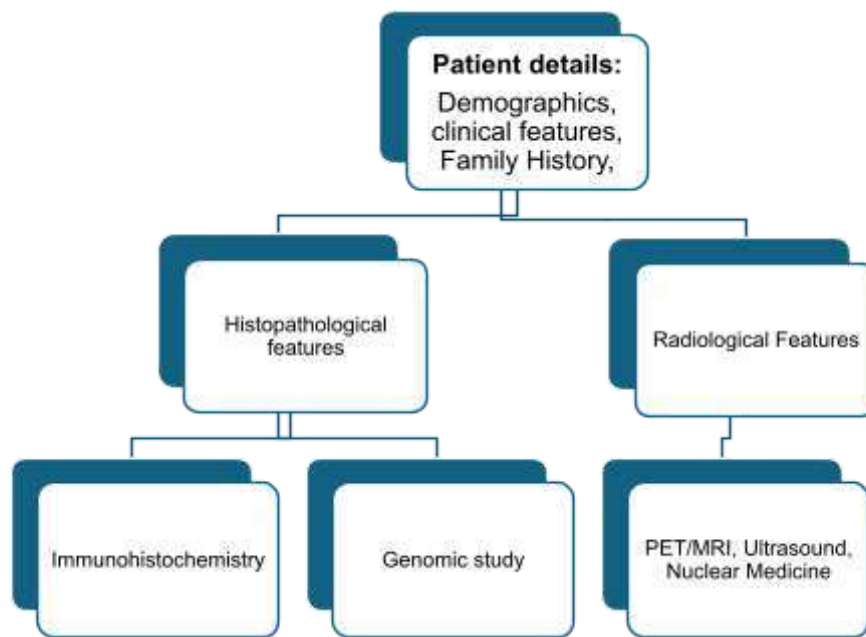 Patient details:
Demographics,
clinical features,
Family History,
Histopathological
features
Radiological Features
Immunohistochemistry
Genomic study
PET/MRI, Ultrasound,
Nuclear Medicine